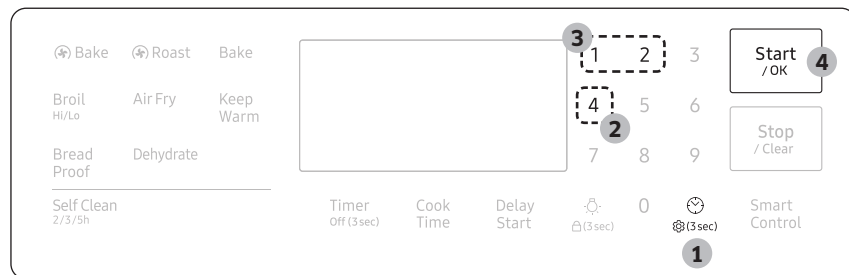 Bake Roast Bake
Broil
Hi/Lo
Air Fry
Keep
Warm
Bread
Proof
Dehydrate
Self Clean
2/3/5h
3
1 2 3
4 5 6
2
7 8 9
0
Timer
Off (3 sec)
Cook
Time
Delay
Start
(3 sec)
(3 sec)
1
Start
/ OK
4
Stop
/ Clear
Smart
Control